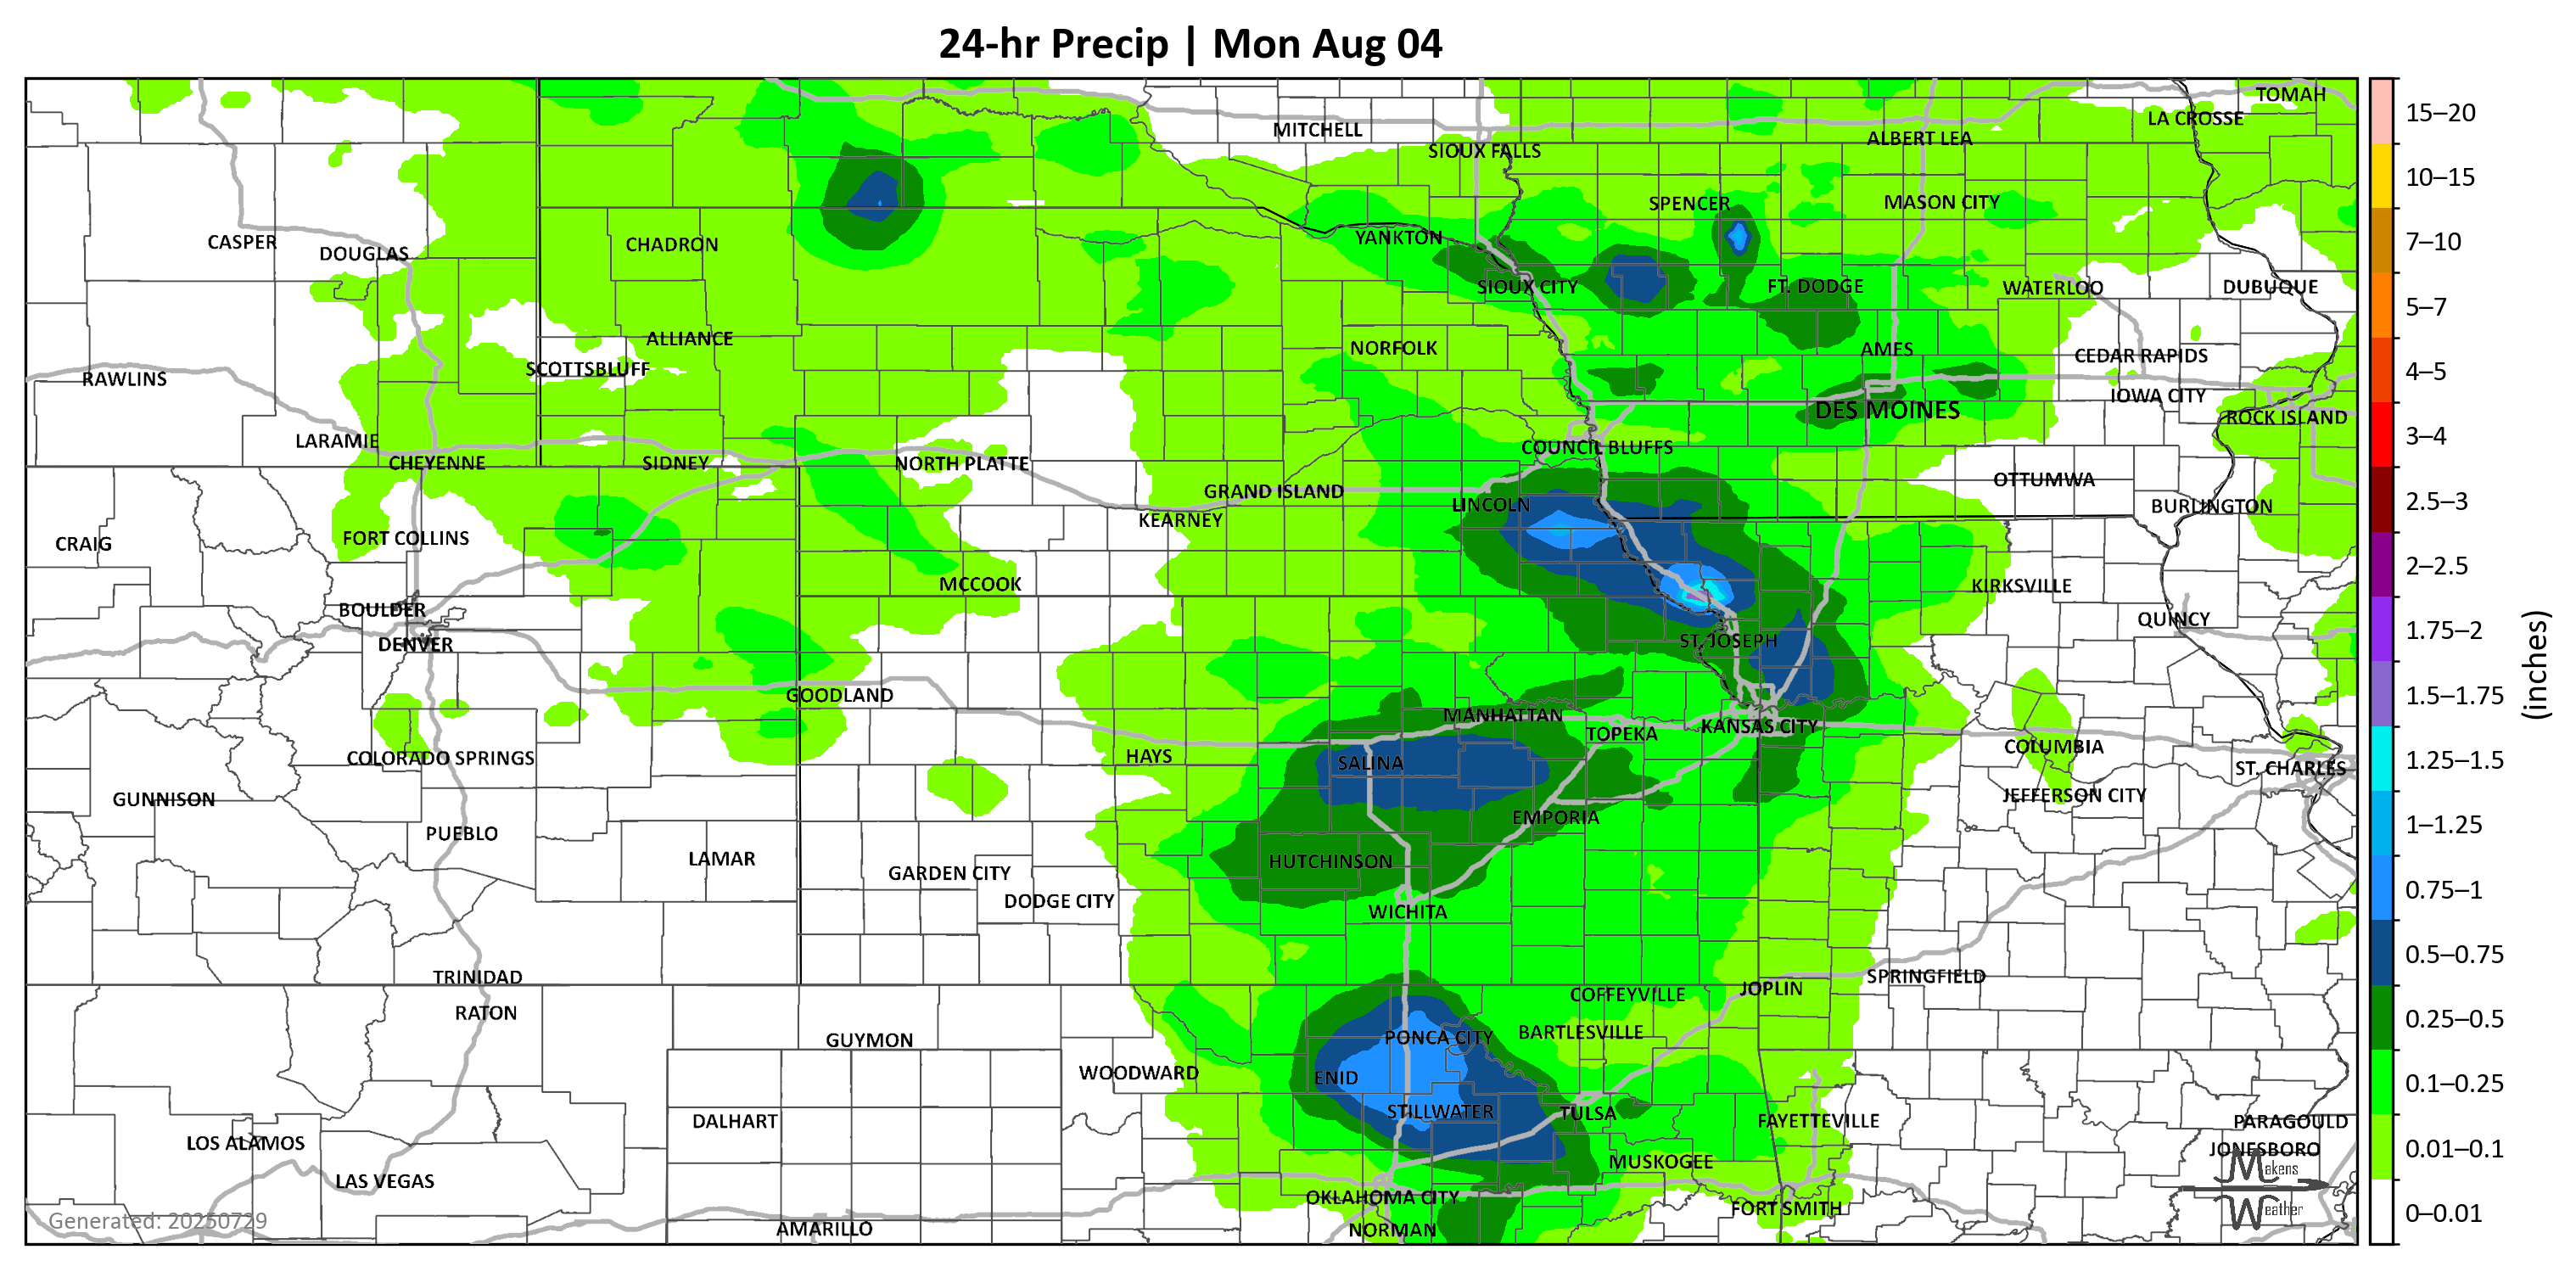 24-hr Precip | Mon Aug 04
TOMAH
LA CROSSE
MITCHELL
ALBERT LEA
SIOUX FALLS
SPENCER
MASON CITY
CASPER
DOUGLAS
CHADRON
YANKTON
SIOUX CITY
FT. DODGE
WATERLOO
DUBUQUE
ALLIANCE
NORFOLK
AMES
CEDAR RAPIDS
SCOTTSBLUFF
RAWLINS
IOWA CITY
DES MOINES
ROCK ISLAND
LARAMIE
COUNCIL BLUFFS
CHEYENNE
SIDNEY
NORTH PLATTE
OTTUMWA
GRAND ISLAND
LINCOLN
BURLINGTON
KEARNEY
CRAIG
FORT COLLINS
MCCOOK
KIRKSVILLE
BOULDER
QUINCY
DENVER
ST. JOSEPH
GOODLAND
MANHATTAN
TOPEKA
KANSAS CITY
COLORADO SPRINGS
HAYS
SALINA
COLUMBIA
ST. CHARLES
GUNNISON
JEFFERSON CITY
PUEBLO
EMPORIA
LAMAR
HUTCHINSON
GARDEN CITY
DODGE CITY
WICHITA
TRINIDAD
SPRINGFIELD
JOPLIN
COFFEYVILLE
RATON
GUYMON
PONCA CITY
BARTLESVILLE
WOODWARD
ENID
DALHART
STILLWATER
TULSA
FAYETTEVILLE
PARAGOULD
LOS ALAMOS
JONESBORO
MUSKOGEE
LAS VEGAS
OKLAHOMA CITY
FORT SMITH
AMARILLO
NORMAN
Generated: 20250729
Makens
Weather
15–20
10–15
7–10
5–7
4–5
3–4
2.5–3
2–2.5
1.75–2
1.5–1.75
1.25–1.5
1–1.25
0.75–1
0.5–0.75
0.25–0.5
0.1–0.25
0.01–0.1
0–0.01
(inches)